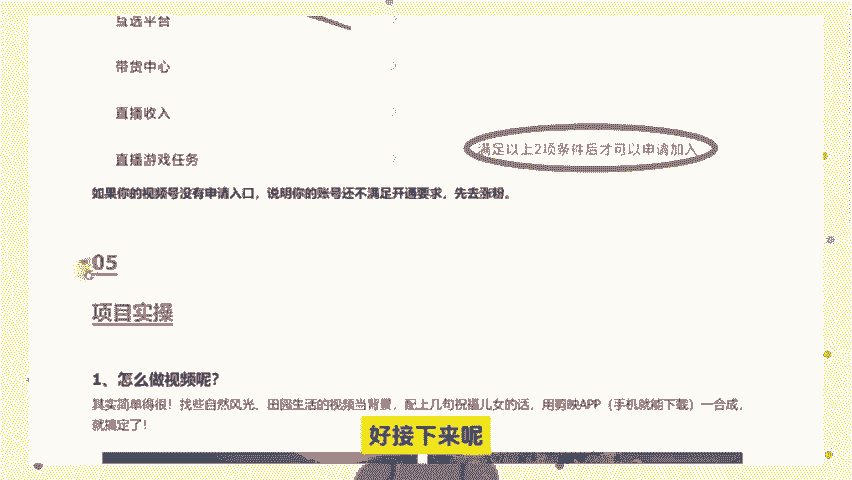 互选平台
带货中心
直播收入
直播游戏任务
满足以上2项条件后才可以申请加入
如果你的视频号没有申请入口，说明你的账号还不满足开通要求，先去涨粉。
05
项目实操
1、怎么做视频呢？
其实简单得很！找些自然风光、田园生活的视频当背景，配上几句祝福儿女的话，用剪映APP（手机就能下载）一合成，
就搞定了！
好接下来呢